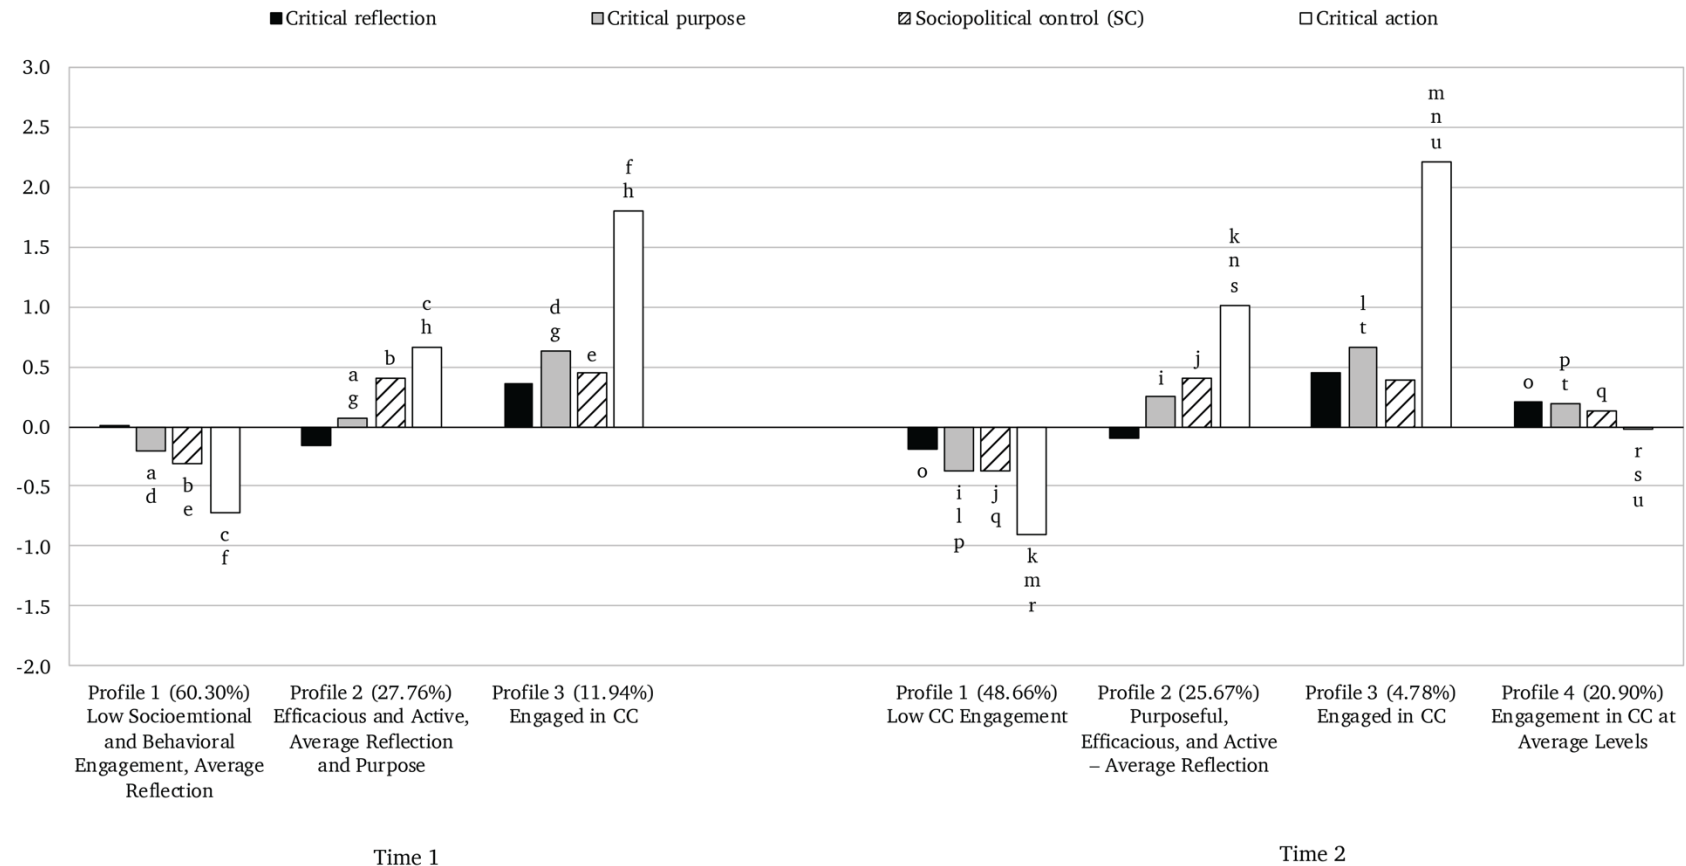 Critical reflection Critical purpose Sociopolitical control (SC) Critical action
3.0
2.5
2.0
1.5
1.0
0.5
0.0
-0.5
-1.0
-1.5
-2.0
a
d
b
e
c
f
a
g
b
c
h
d
g
e
f
h
o
i
l
p
j
q
k
m
r
i
j
k
n
s
l
t
m
n
u
o
p
t
q
r
s
u
Profile 1 (60.30%)
Low Socioemtional
and Behavioral
Engagement, Average
Reflection
Profile 2 (27.76%)
Efficacious and Active,
Average Reflection
and Purpose
Profile 3 (11.94%)
Engaged in CC
Profile 1 (48.66%)
Low CC Engagement
Profile 2 (25.67%)
Purposeful,
Efficacious, and Active
– Average Reflection
Profile 3 (4.78%)
Engaged in CC
Profile 4 (20.90%)
Engagement in CC at
Average Levels
Time 1
Time 2